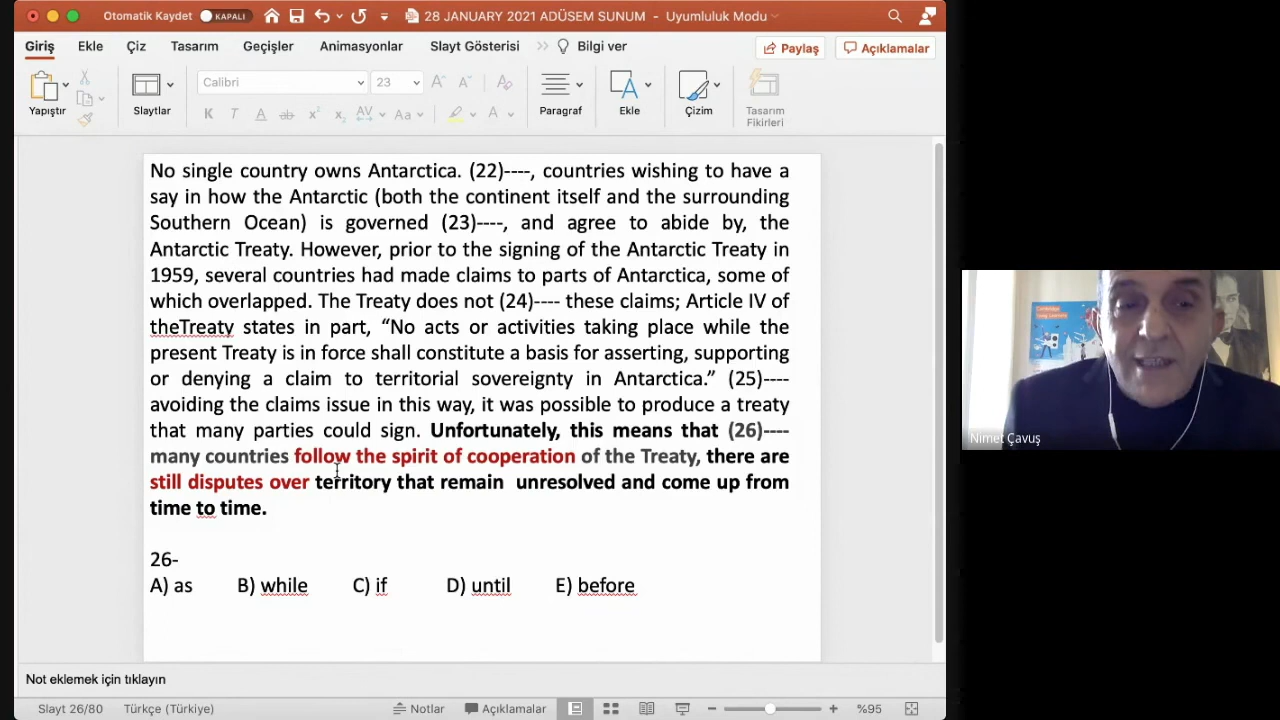 Otomatik Kaydet KAPALI 28 JANUARY 2021 ADÜSEM SUNUM - Uyumluluk Modu
Giriş Ekle Çiz Tasarım Geçişler Animasyonlar Slayt Gösterisi Bilgi ver Paylaş Açıklamalar
Calibri 23
Yapıştır Slaytlar K T A ab x² x₂ AV Aa A Paragraf Ekle Çizim Tasarım Fikirleri
No single country owns Antarctica. (22)----, countries wishing to have a
say in how the Antarctic (both the continent itself and the surrounding
Southern Ocean) is governed (23)----, and agree to abide by, the
Antarctic Treaty. However, prior to the signing of the Antarctic Treaty in
1959, several countries had made claims to parts of Antarctica, some of
which overlapped. The Treaty does not (24)---- these claims; Article IV of
theTreaty states in part, “No acts or activities taking place while the
present Treaty is in force shall constitute a basis for asserting, supporting
or denying a claim to territorial sovereignty in Antarctica.” (25)----
avoiding the claims issue in this way, it was possible to produce a treaty
that many parties could sign. Unfortunately, this means that (26)----
many countries follow the spirit of cooperation of the Treaty, there are
still disputes over territory that remain unresolved and come up from
time to time.
26-
A) as B) while C) if D) until E) before
Not eklemek için tıklayın
Slayt 26/80 Türkçe (Türkiye) Notlar Açıklamalar %95
Nimet Çavuş